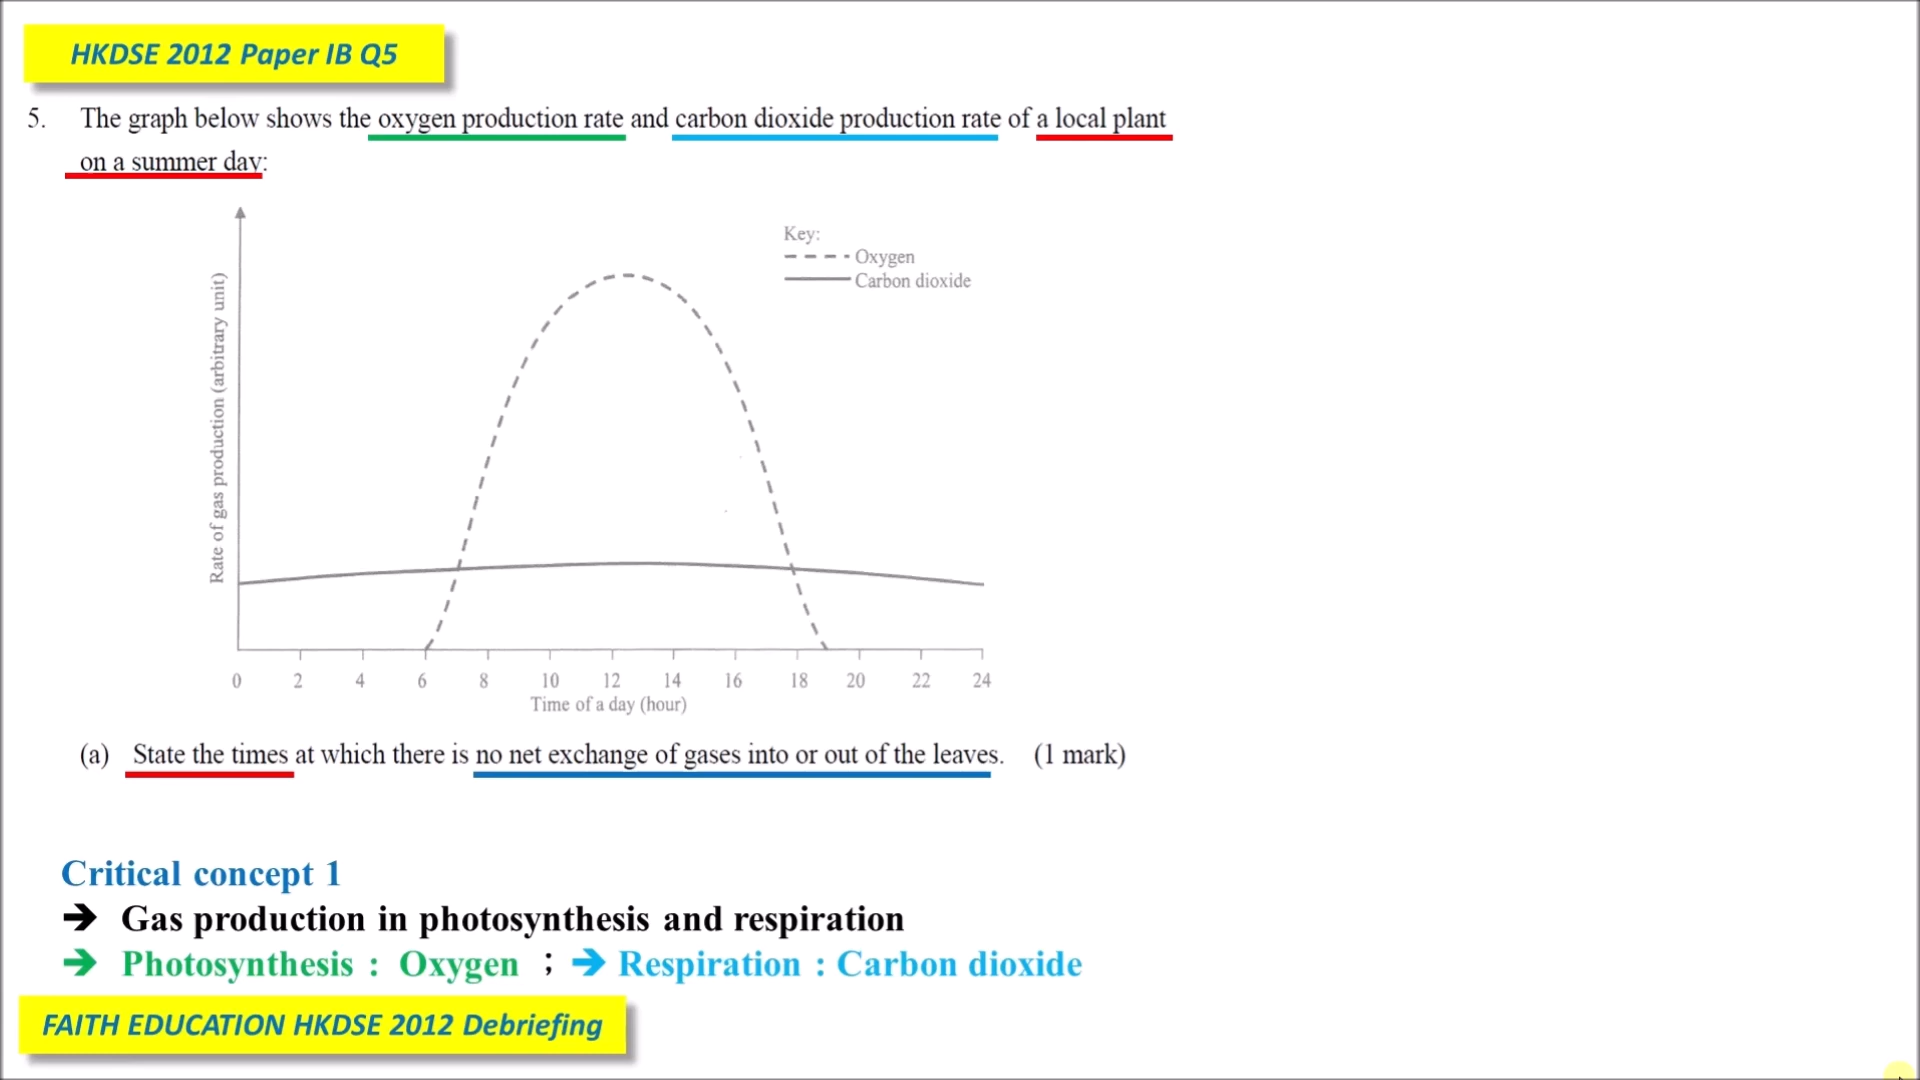 HKDSE 2012 Paper IB Q5
5. The graph below shows the oxygen production rate and carbon dioxide production rate of a local plant
on a summer day:
Key:
Oxygen
Carbon dioxide
Rate of gas production (arbitrary unit)
0 2 4 6 8 10 12 14 16 18 20 22 24
Time of a day (hour)
(a) State the times at which there is no net exchange of gases into or out of the leaves. (1 mark)
Critical concept 1
➔ Gas production in photosynthesis and respiration
➔ Photosynthesis : Oxygen ; ➔ Respiration : Carbon dioxide
FAITH EDUCATION HKDSE 2012 Debriefing